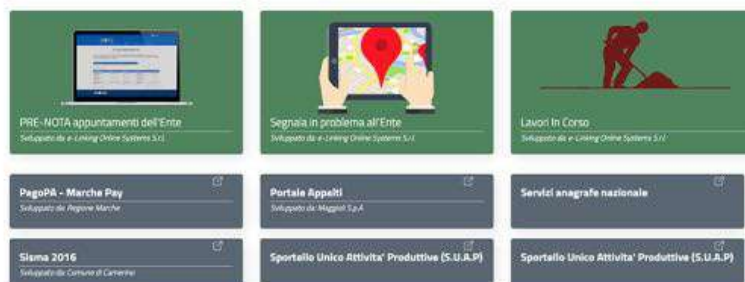 PRE-NOTA appuntamenti dell'Ente
Sviluppato da e-Linking Online Systems S.r.l.
Segnala in problema all'Ente
Sviluppato da e-Linking Online Systems S.r.l.
Lavori In Corso
Sviluppato da e-Linking Online Systems S.r.l.
PagoPA - Marche Pay
Sviluppato da Regione Marche
Portale Appalti
Sviluppato da Maggioli S.p.A
Servizi anagrafe nazionale
Sisma 2016
Sviluppato da Comune di Camerino
Sportello Unico Attivita' Produttive (S.U.A.P)
Sportello Unico Attivita' Produttive (S.U.A.P)